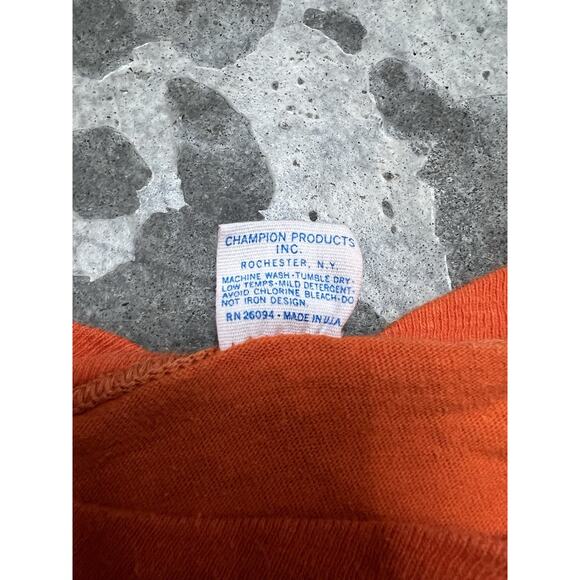 CHAMPION PRODUCTS
INC.
ROCHESTER, N.Y.
MACHINE WASH·TUMBLE DRY·
LOW TEMPS·MILD DETERGENT·
AVOID CHLORINE BLEACH·DO
NOT IRON DESIGN.
RN 26094 · MADE IN U.S.A.